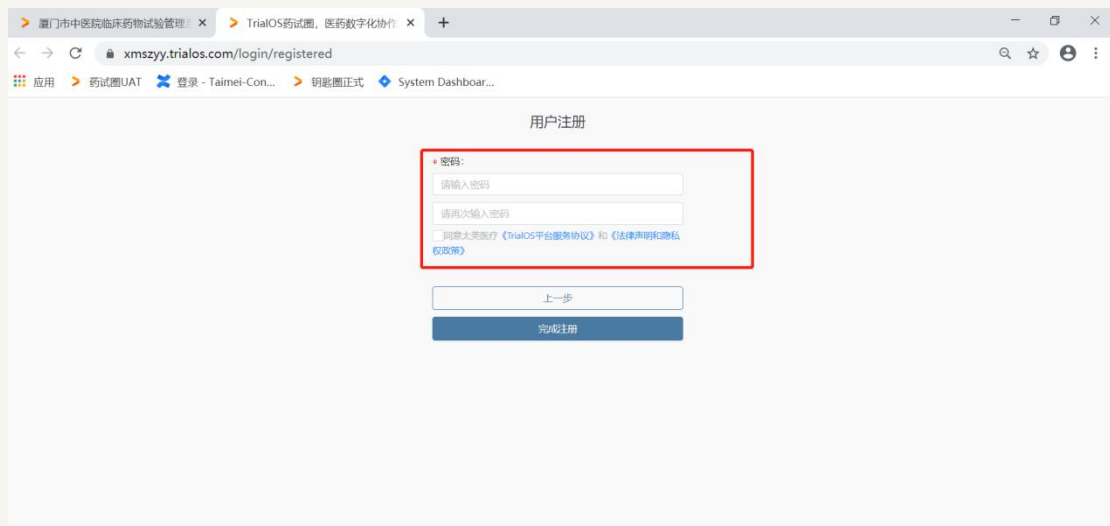 厦门市中医院临床药物试验管理
TrialOS药试圈，医药数字化协作
xmszyy.trialos.com/login/registered
应用
药试圈UAT
登录 - Taimei-Con...
钥匙圈正式
System Dashboar...
用户注册
* 密码:
请输入密码
请再次输入密码
同意太美医疗《TrialOS平台服务协议》和《法律声明和隐私
权政策》
上一步
完成注册